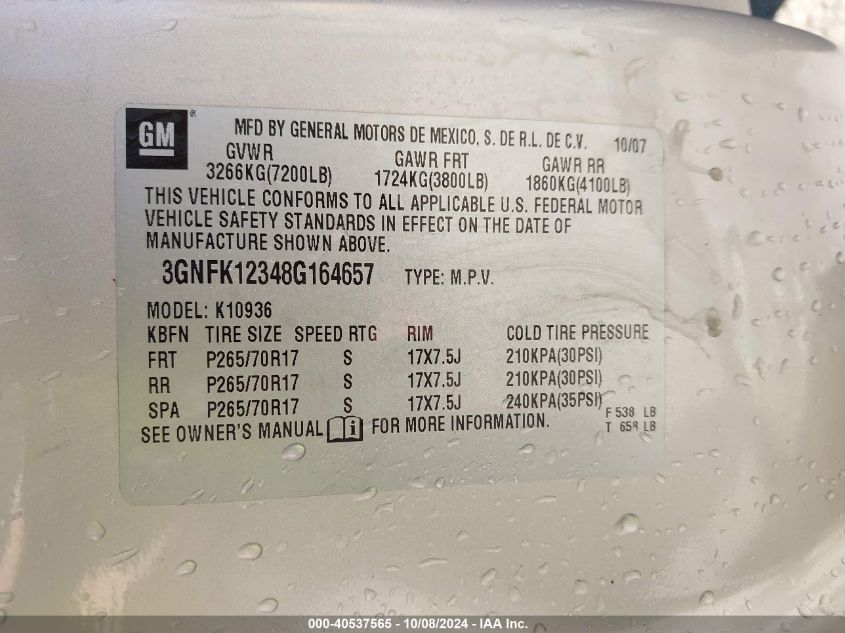 GM ®
MFD BY GENERAL MOTORS DE MEXICO, S. DE R.L. DE C.V. 10/07
GVWR GAWR FRT GAWR RR
3266KG(7200LB) 1724KG(3800LB) 1860KG(4100LB)
THIS VEHICLE CONFORMS TO ALL APPLICABLE U.S. FEDERAL MOTOR
VEHICLE SAFETY STANDARDS IN EFFECT ON THE DATE OF
MANUFACTURE SHOWN ABOVE.
3GNFK12348G164657 TYPE: M.P.V.
MODEL: K10936
KBFN TIRE SIZE SPEED RTG RIM COLD TIRE PRESSURE
FRT P265/70R17 S 17X7.5J 210KPA(30PSI)
RR P265/70R17 S 17X7.5J 210KPA(30PSI)
SPA P265/70R17 S 17X7.5J 240KPA(35PSI)
F 538 LB
T 658 LB
SEE OWNER'S MANUAL i FOR MORE INFORMATION.
000-40537565 - 10/08/2024 - IAA Inc.